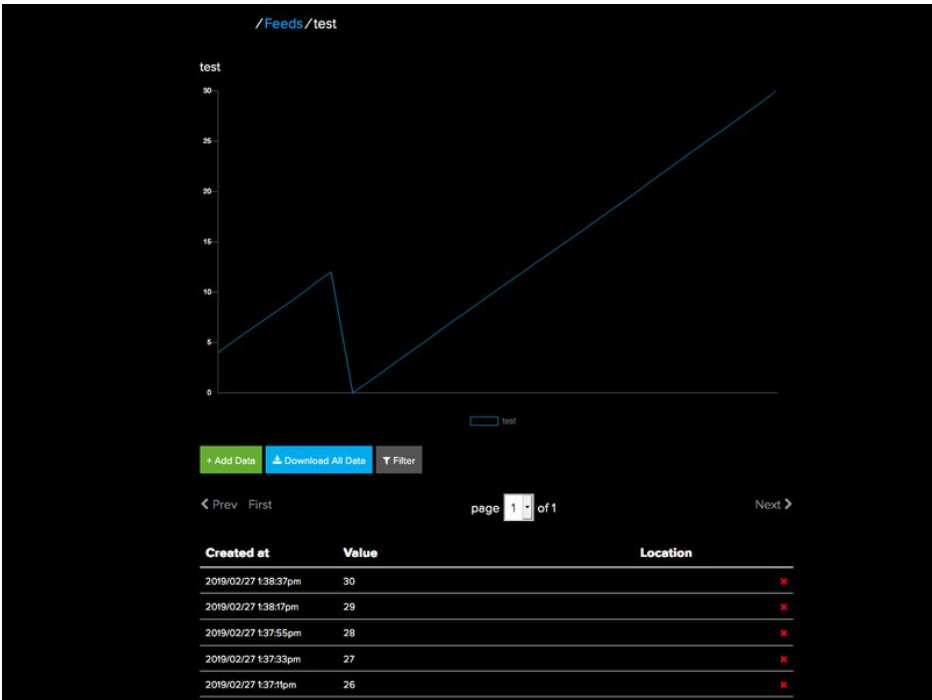 /Feeds/test
test
30
25
20
15
10
5
0
test
+ Add Data Download All Data Filter
Prev First page 1 of 1 Next
Created at Value Location
2019/02/27 1:38:37pm 30
2019/02/27 1:38:17pm 29
2019/02/27 1:37:55pm 28
2019/02/27 1:37:33pm 27
2019/02/27 1:37:11pm 26